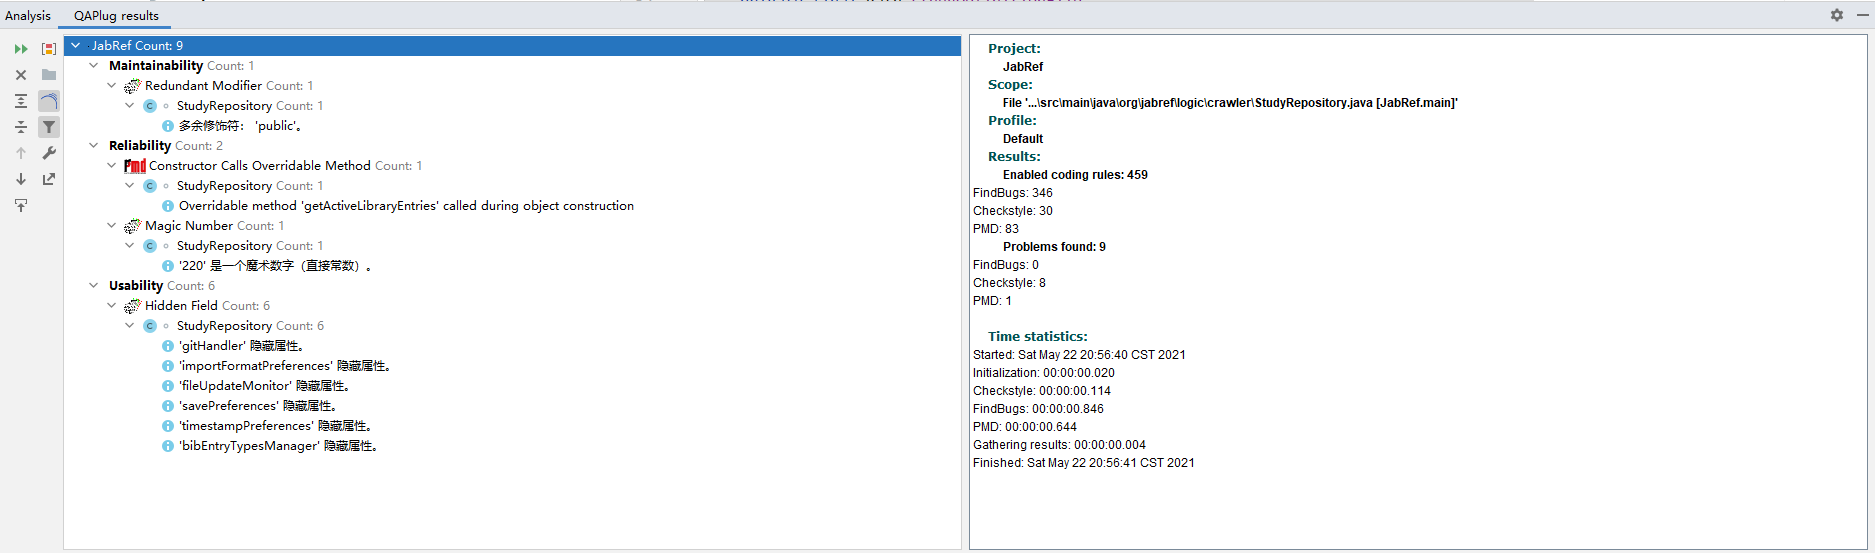 Analysis QAPlug results
JabRef Count: 9
Maintainability Count: 1
Redundant Modifier Count: 1
StudyRepository Count: 1
多余修饰符： 'public'。
Reliability Count: 2
pmd Constructor Calls Overridable Method Count: 1
StudyRepository Count: 1
Overridable method 'getActiveLibraryEntries' called during object construction
Magic Number Count: 1
StudyRepository Count: 1
'220' 是一个魔术数字（直接常数）。
Usability Count: 6
Hidden Field Count: 6
StudyRepository Count: 6
'gitHandler' 隐藏属性。
'importFormatPreferences' 隐藏属性。
'fileUpdateMonitor' 隐藏属性。
'savePreferences' 隐藏属性。
'timestampPreferences' 隐藏属性。
'bibEntryTypesManager' 隐藏属性。
Project:
JabRef
Scope:
File '...\src\main\java\org\jabref\logic\crawler\StudyRepository.java [JabRef.main]'
Profile:
Default
Results:
Enabled coding rules: 459
FindBugs: 346
Checkstyle: 30
PMD: 83
Problems found: 9
FindBugs: 0
Checkstyle: 8
PMD: 1
Time statistics:
Started: Sat May 22 20:56:40 CST 2021
Initialization: 00:00:00.020
Checkstyle: 00:00:00.114
FindBugs: 00:00:00.846
PMD: 00:00:00.644
Gathering results: 00:00:00.004
Finished: Sat May 22 20:56:41 CST 2021